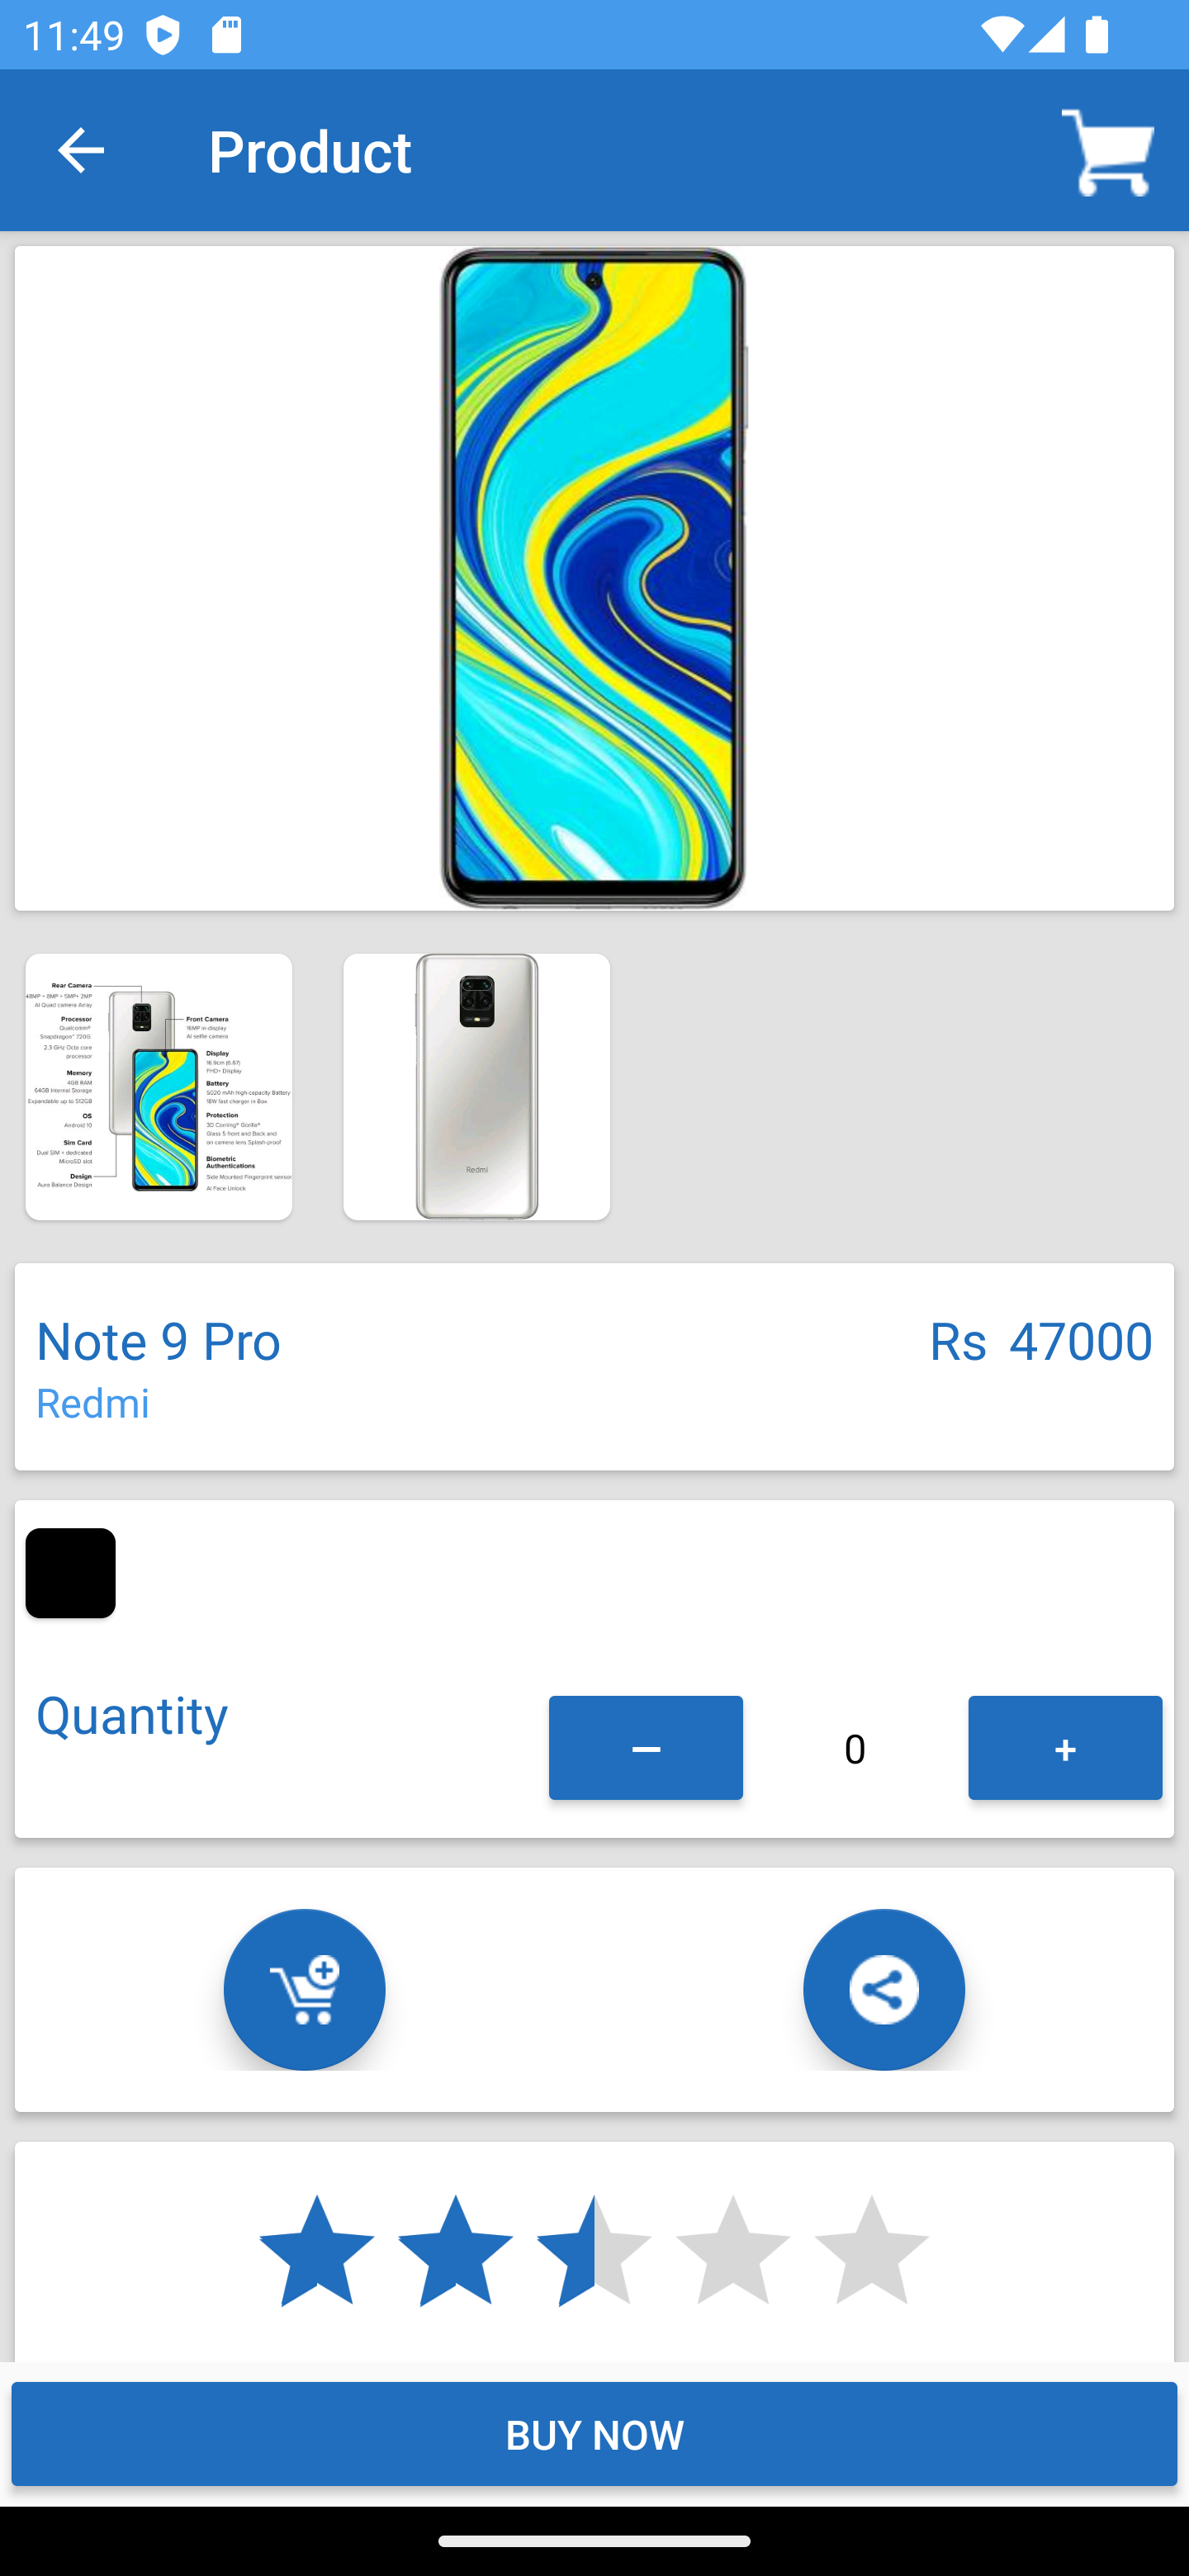 11:49
Product
Rear Camera
48MP + 8MP + 5MP+ 2MP
AI Quad camera Array
Processor
Qualcomm®
Snapdragon™ 720G
2.3 GHz Octa core
processor
Memory
4GB RAM
64GB Internal Storage
Expandable up to 512GB
OS
Android 10
Sim Card
Dual SIM + dedicated
MicroSD slot
Design
Aura Balance Design
Front Camera
16MP in-display
AI selfie camera
Display
16.9cm (6.67)
FHD+ Display
Battery
5020 mAh high-capacity Battery
18W fast charger in Box
Protection
3D Corning® Gorilla®
Glass 5 front and Back and
on camera lens Splash-proof
Biometric
Authentications
Side Mounted Fingerprint sensor
AI Face Unlock
Redmi
Note 9 Pro
Rs 47000
Redmi
Quantity
— 0 +
BUY NOW